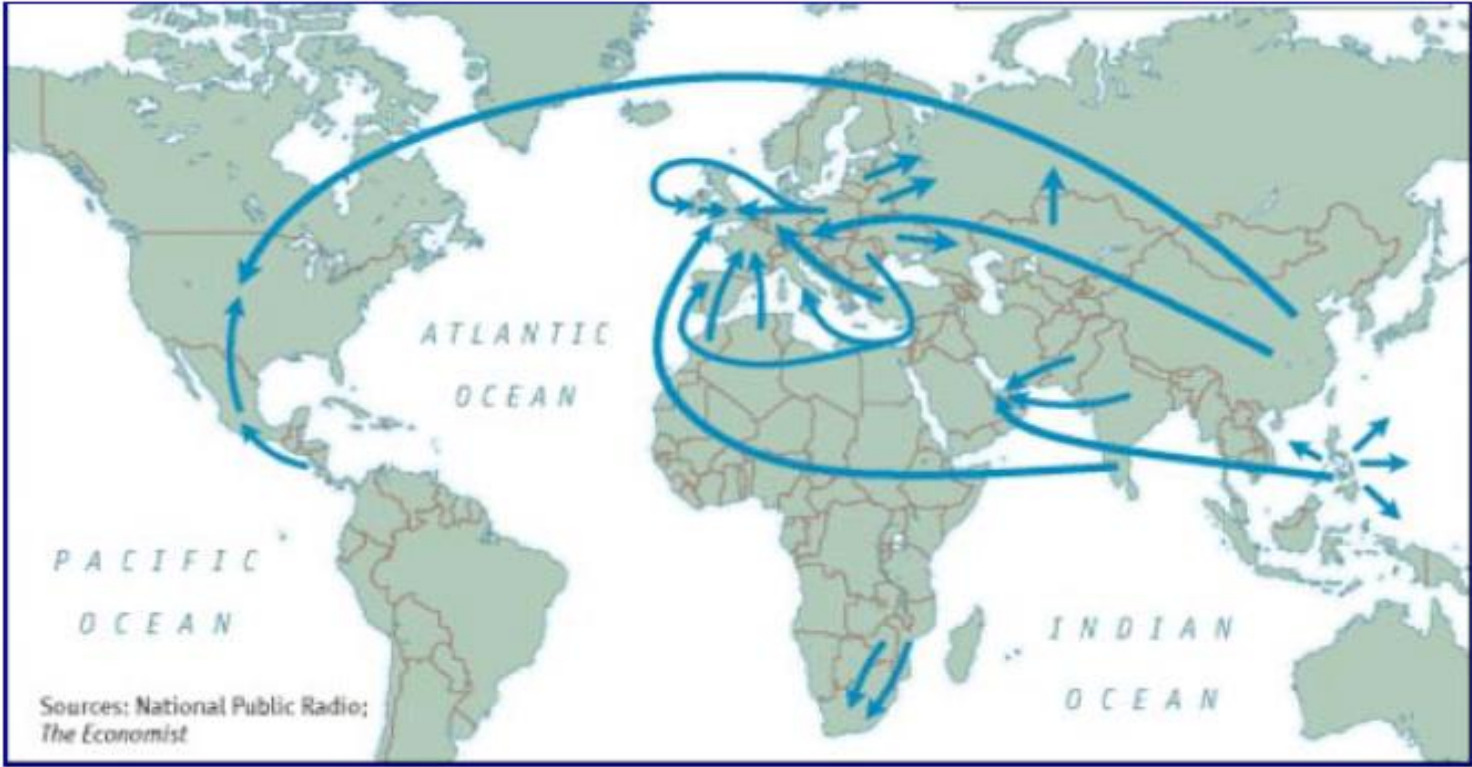 ATLANTIC
OCEAN
PACIFIC
OCEAN
INDIAN
OCEAN
Sources: National Public Radio;
The Economist